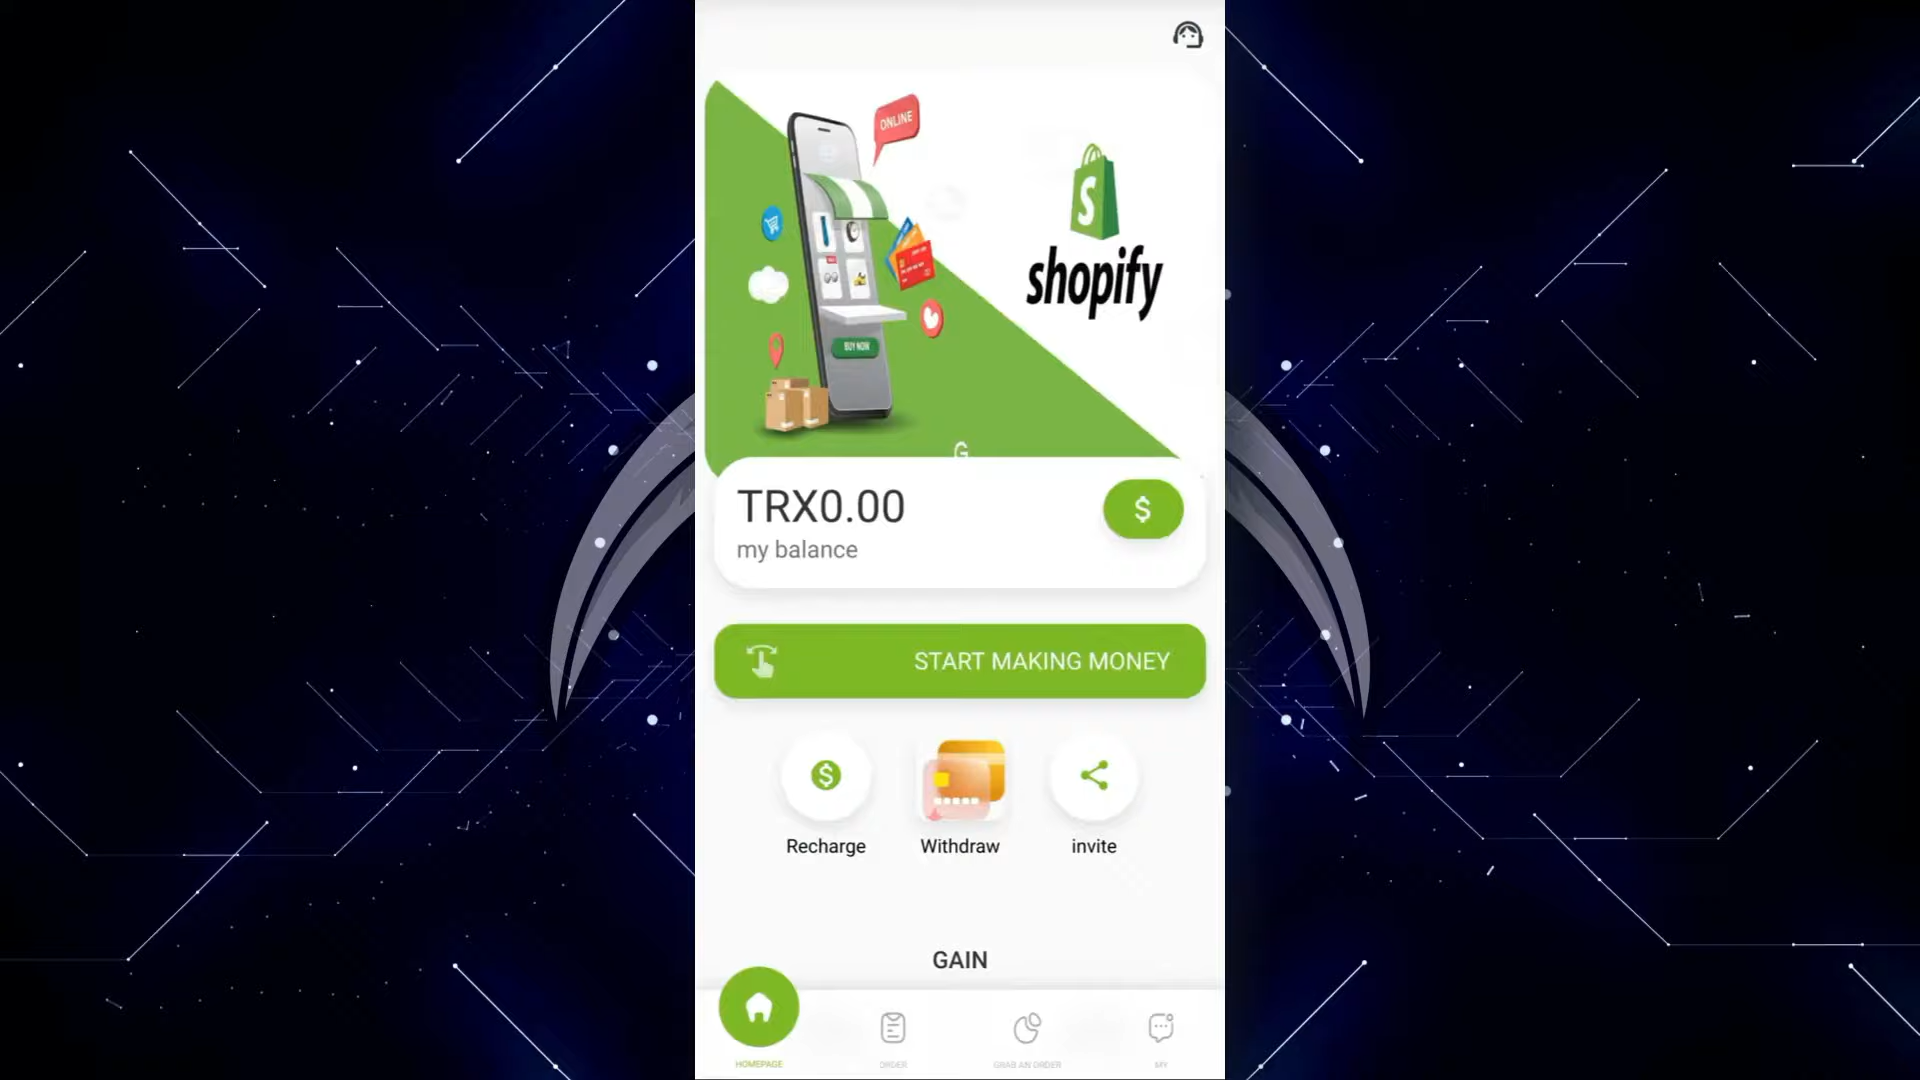 ONLINE
S
shopify
BUY NOW
G
TRX0.00
$
my balance
START MAKING MONEY
$
Recharge
Withdraw
invite
GAIN
HOMEPAGE
ORDER
GRAB AN ORDER
MY